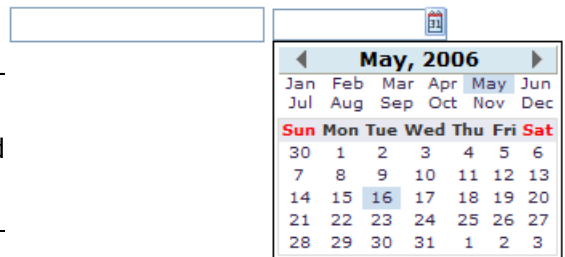 31
May, 2006
Jan Feb Mar Apr May Jun
Jul Aug Sep Oct Nov Dec
Sun Mon Tue Wed Thu Fri Sat
30 1 2 3 4 5 6
7 8 9 10 11 12 13
14 15 16 17 18 19 20
21 22 23 24 25 26 27
28 29 30 31 1 2 3